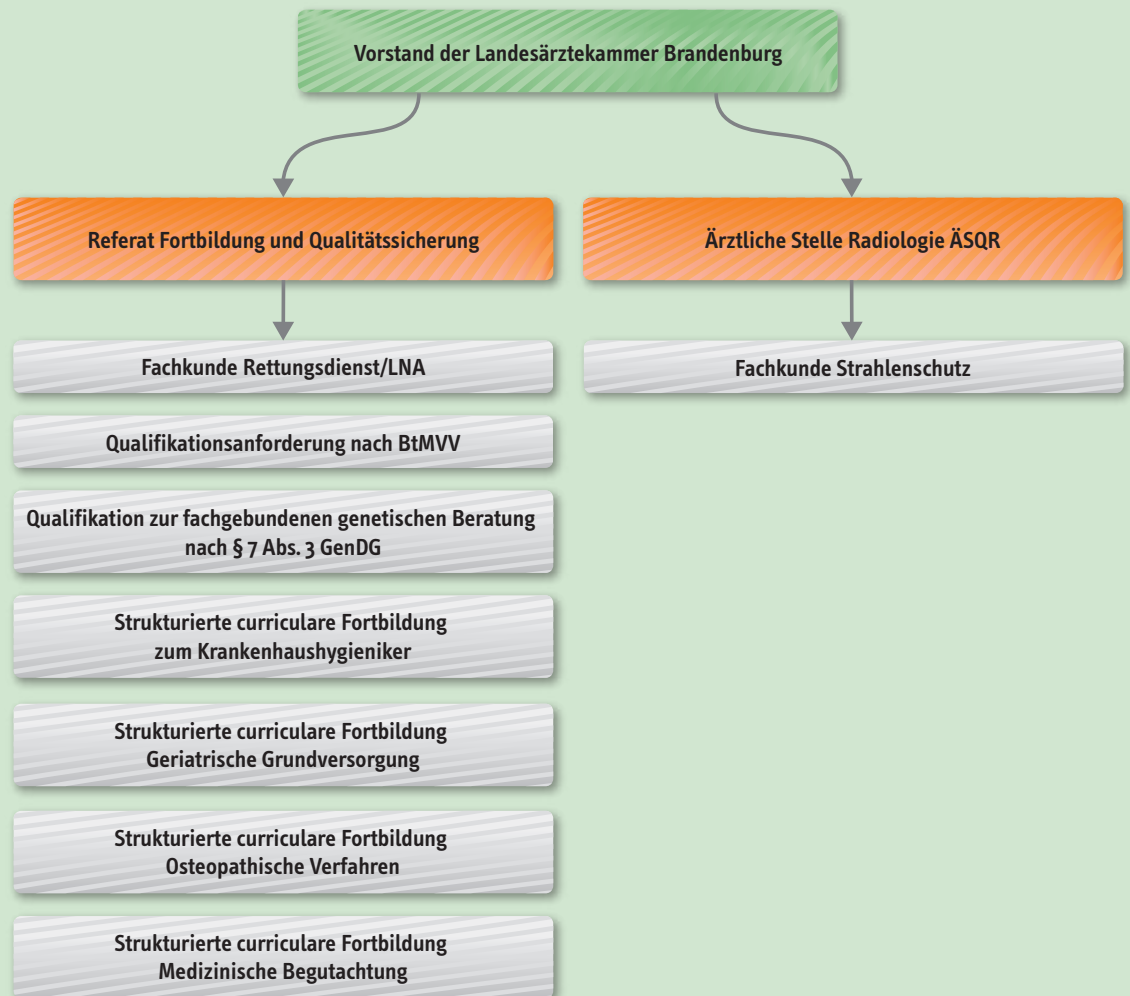 Vorstand der Landesärztekammer Brandenburg
Referat Fortbildung und Qualitätssicherung
Ärztliche Stelle Radiologie ÄSQR
Fachkunde Rettungsdienst/LNA
Fachkunde Strahlenschutz
Qualifikationsanforderung nach BtMVV
Qualifikation zur fachgebundenen genetischen Beratung
nach § 7 Abs. 3 GenDG
Strukturierte curriculare Fortbildung
zum Krankenhaushygieniker
Strukturierte curriculare Fortbildung
Geriatrische Grundversorgung
Strukturierte curriculare Fortbildung
Osteopathische Verfahren
Strukturierte curriculare Fortbildung
Medizinische Begutachtung